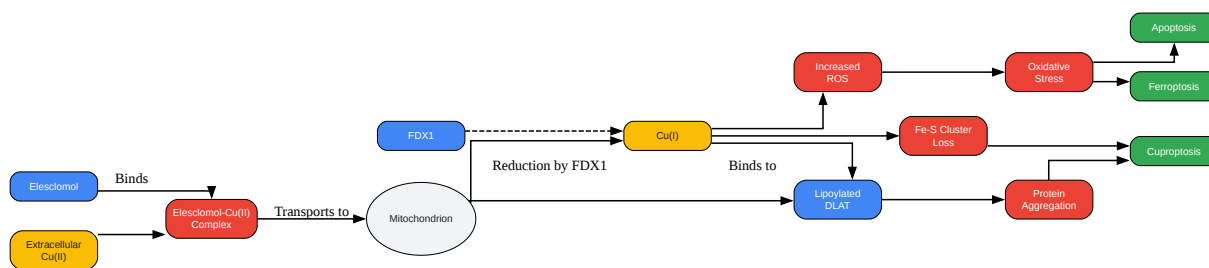 Elesclomol
Binds
Extracellular
Cu(II)
Elesclomol-Cu(II)
Complex
Transports to
Mitochondrion
FDX1
Reduction by FDX1
Cu(I)
Binds to
Increased
ROS
Oxidative
Stress
Apoptosis
Ferroptosis
Fe-S Cluster
Loss
Cuproptosis
Lipoylated
DLAT
Protein
Aggregation